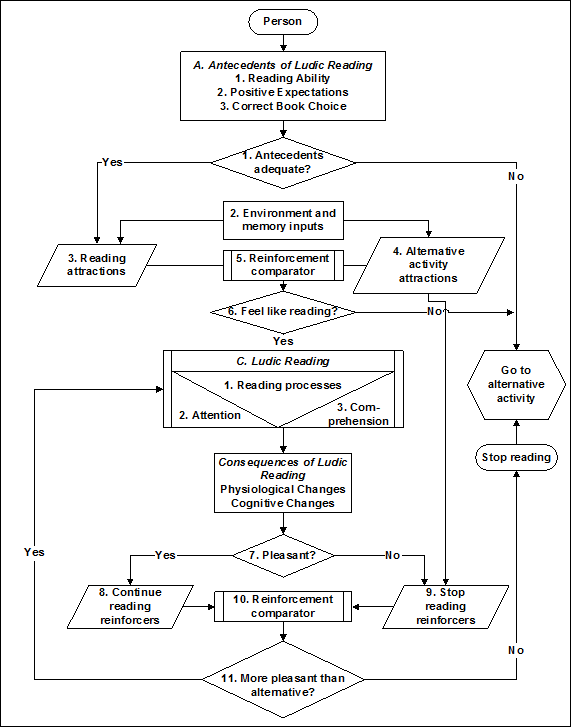 Person
A. Antecedents of Ludic Reading
1. Reading Ability
2. Positive Expectations
3. Correct Book Choice
1. Antecedents
adequate?
Yes
No
2. Environment and
memory inputs
3. Reading
attractions
5. Reinforcement
comparator
4. Alternative
activity
attractions
6. Feel like reading?
No
Yes
C. Ludic Reading
1. Reading processes
2. Attention
3. Com-
prehension
Go to
alternative
activity
Stop reading
Consequences of Ludic
Reading
Physiological Changes
Cognitive Changes
Yes
7. Pleasant?
Yes
No
8. Continue
reading
reinforcers
10. Reinforcement
comparator
9. Stop
reading
reinforcers
11. More pleasant than
alternative?
No